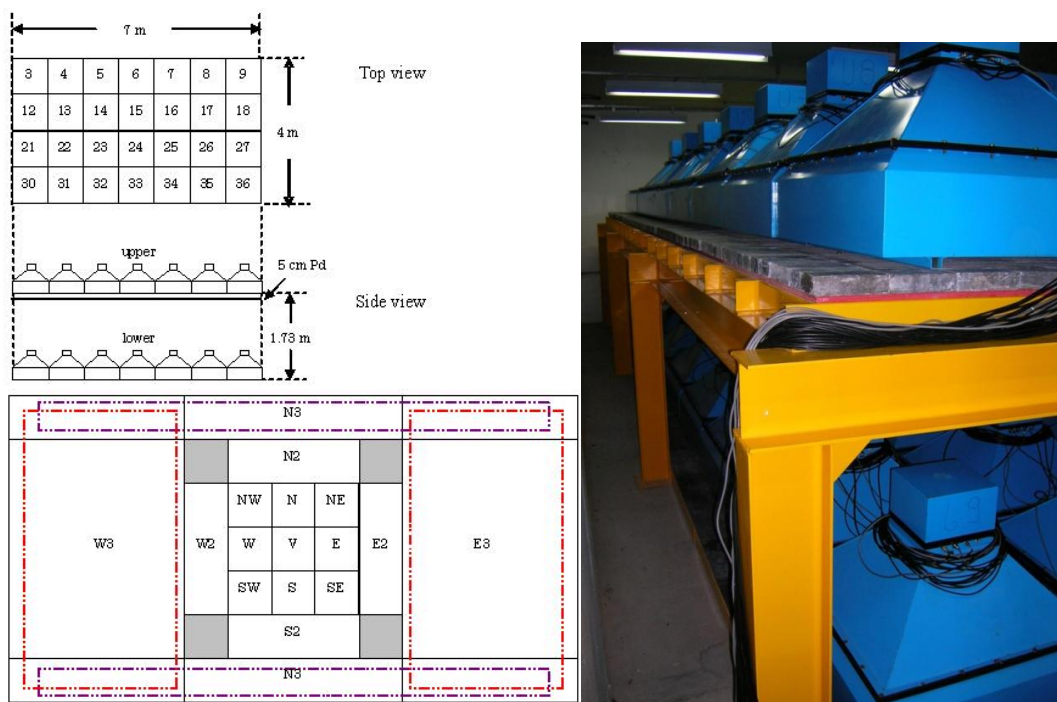 7 m
3 4 5 6 7 8 9
Top view
12 13 14 15 16 17 18
4 m
21 22 23 24 25 26 27
30 31 32 33 34 35 36
upper
5 cm Pd
Side view
lower
1.73 m
N3
N2
NW N NE
W3 W2 W V E E2 E3
SW S SE
S2
N3